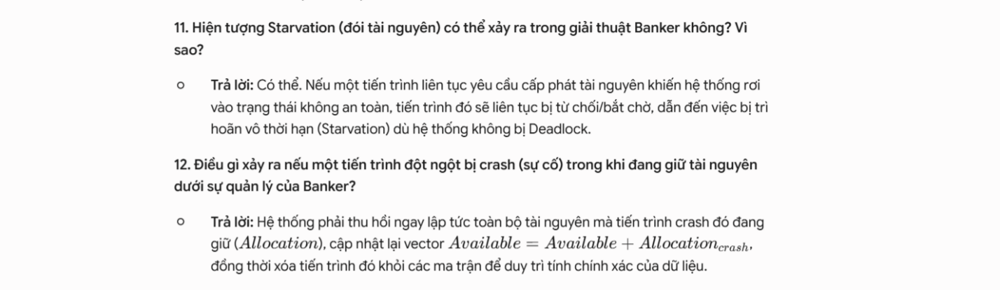 11. Hiện tượng Starvation (đói tài nguyên) có thể xảy ra trong giải thuật Banker không? Vì
sao?
o Trả lời: Có thể. Nếu một tiến trình liên tục yêu cầu cấp phát tài nguyên khiến hệ thống rơi
vào trạng thái không an toàn, tiến trình đó sẽ liên tục bị từ chối/bắt chờ, dẫn đến việc bị trì
hoãn vô thời hạn (Starvation) dù hệ thống không bị Deadlock.
12. Điều gì xảy ra nếu một tiến trình đột ngột bị crash (sự cố) trong khi đang giữ tài nguyên
dưới sự quản lý của Banker?
o Trả lời: Hệ thống phải thu hồi ngay lập tức toàn bộ tài nguyên mà tiến trình crash đó đang
giữ (Allocation), cập nhật lại vector Available = Available + Allocation_crash,
đồng thời xóa tiến trình đó khỏi các ma trận để duy trì tính chính xác của dữ liệu.